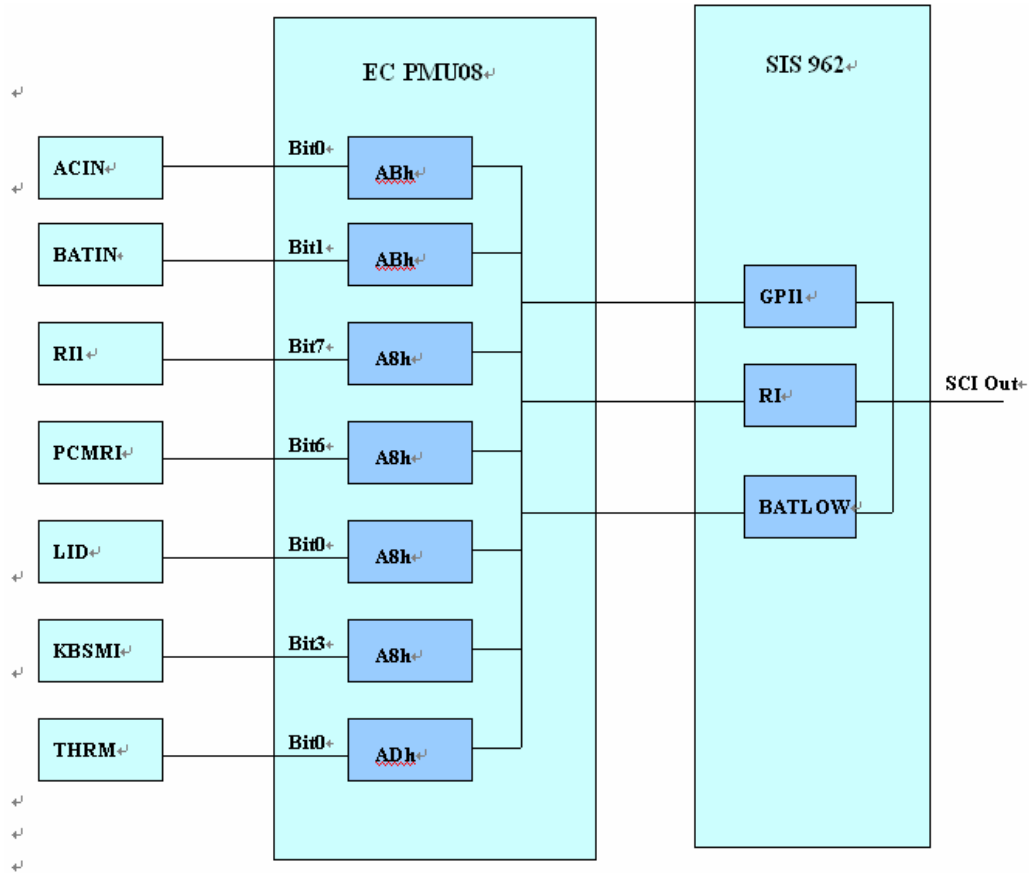 EC PMU08
SIS 962
ACIN
Bit0
ABh
BATIN
Bit1
ABh
GPI1
RI1
Bit7
A8h
RI
SCI Out
PCMRI
Bit6
A8h
BATLOW
LID
Bit0
A8h
KBSMI
Bit3
A8h
THRM
Bit0
ADh